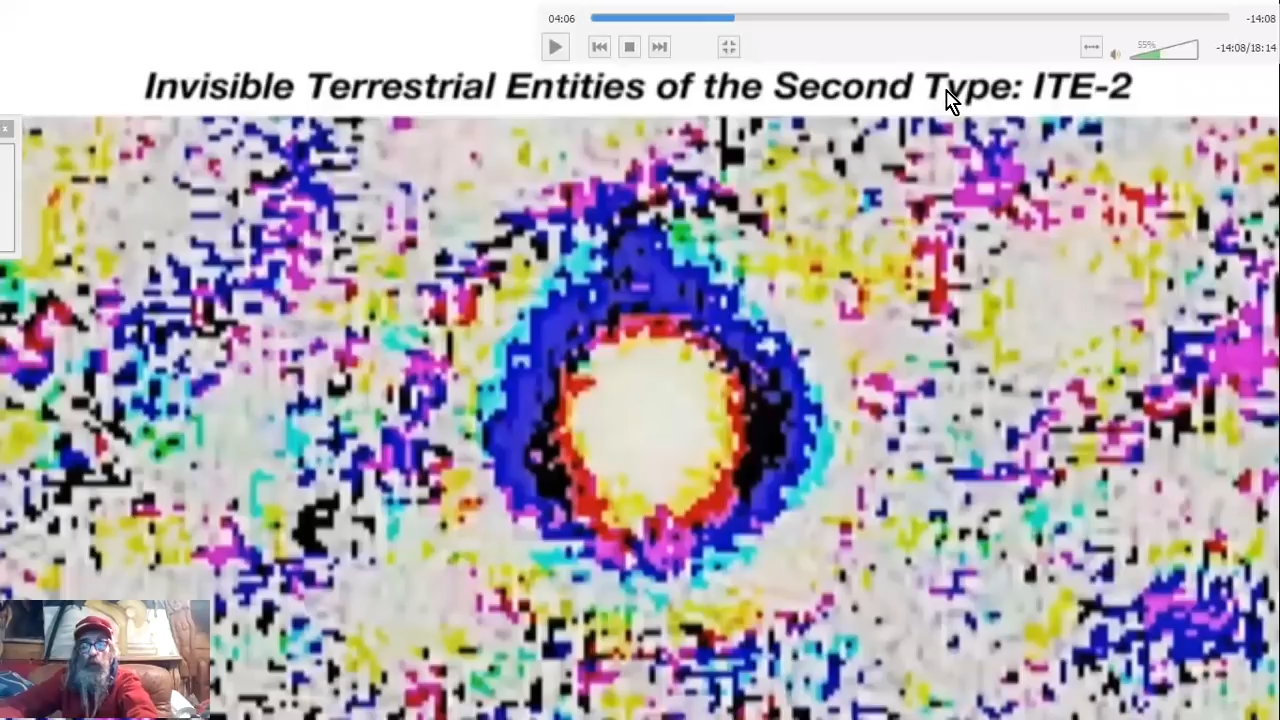 04:06
-14:08
55%
-14:08/18:14
Invisible Terrestrial Entities of the Second Type: ITE-2
x